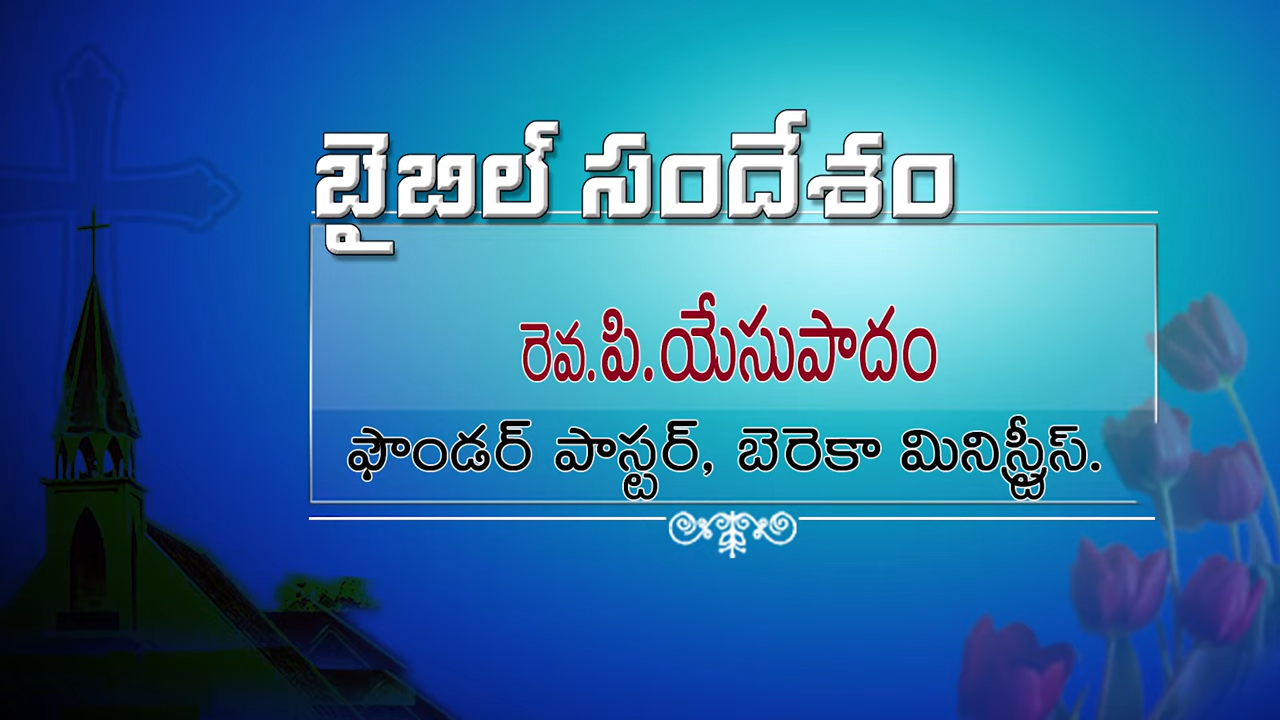 బైబిల్ సందేశం
రెవ.పి.యేసుపాదం
ఫౌండర్ పాస్టర్, బెరెకా మినిస్ట్రీస్.